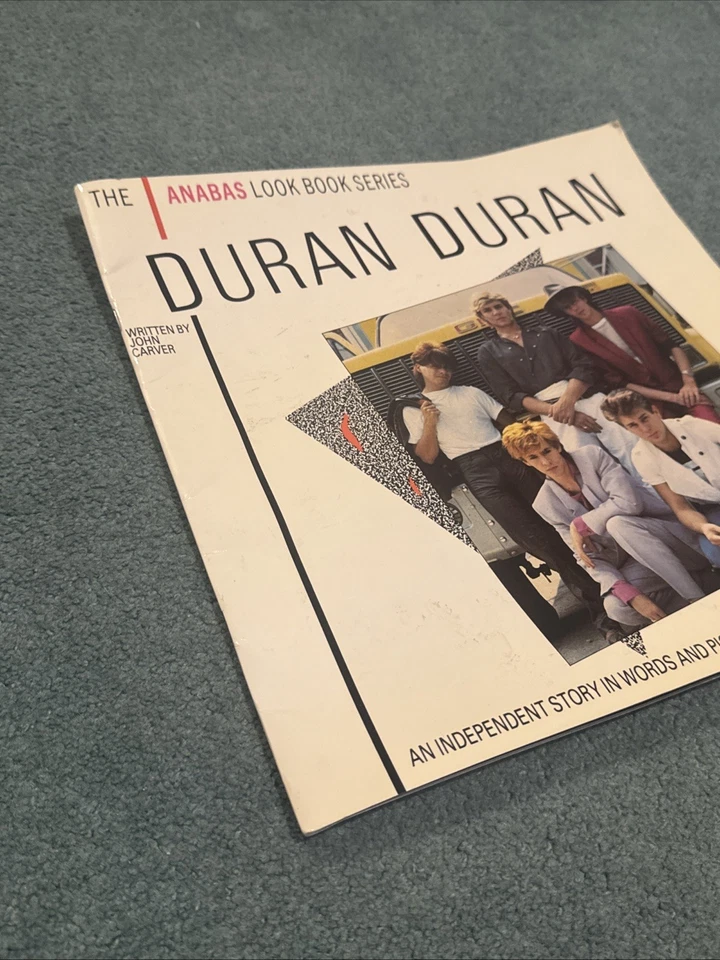 THE ANABAS LOOK BOOK SERIES
DURAN DURAN
WRITTEN BY
JOHN
CARVER
AN INDEPENDENT STORY IN WORDS AND